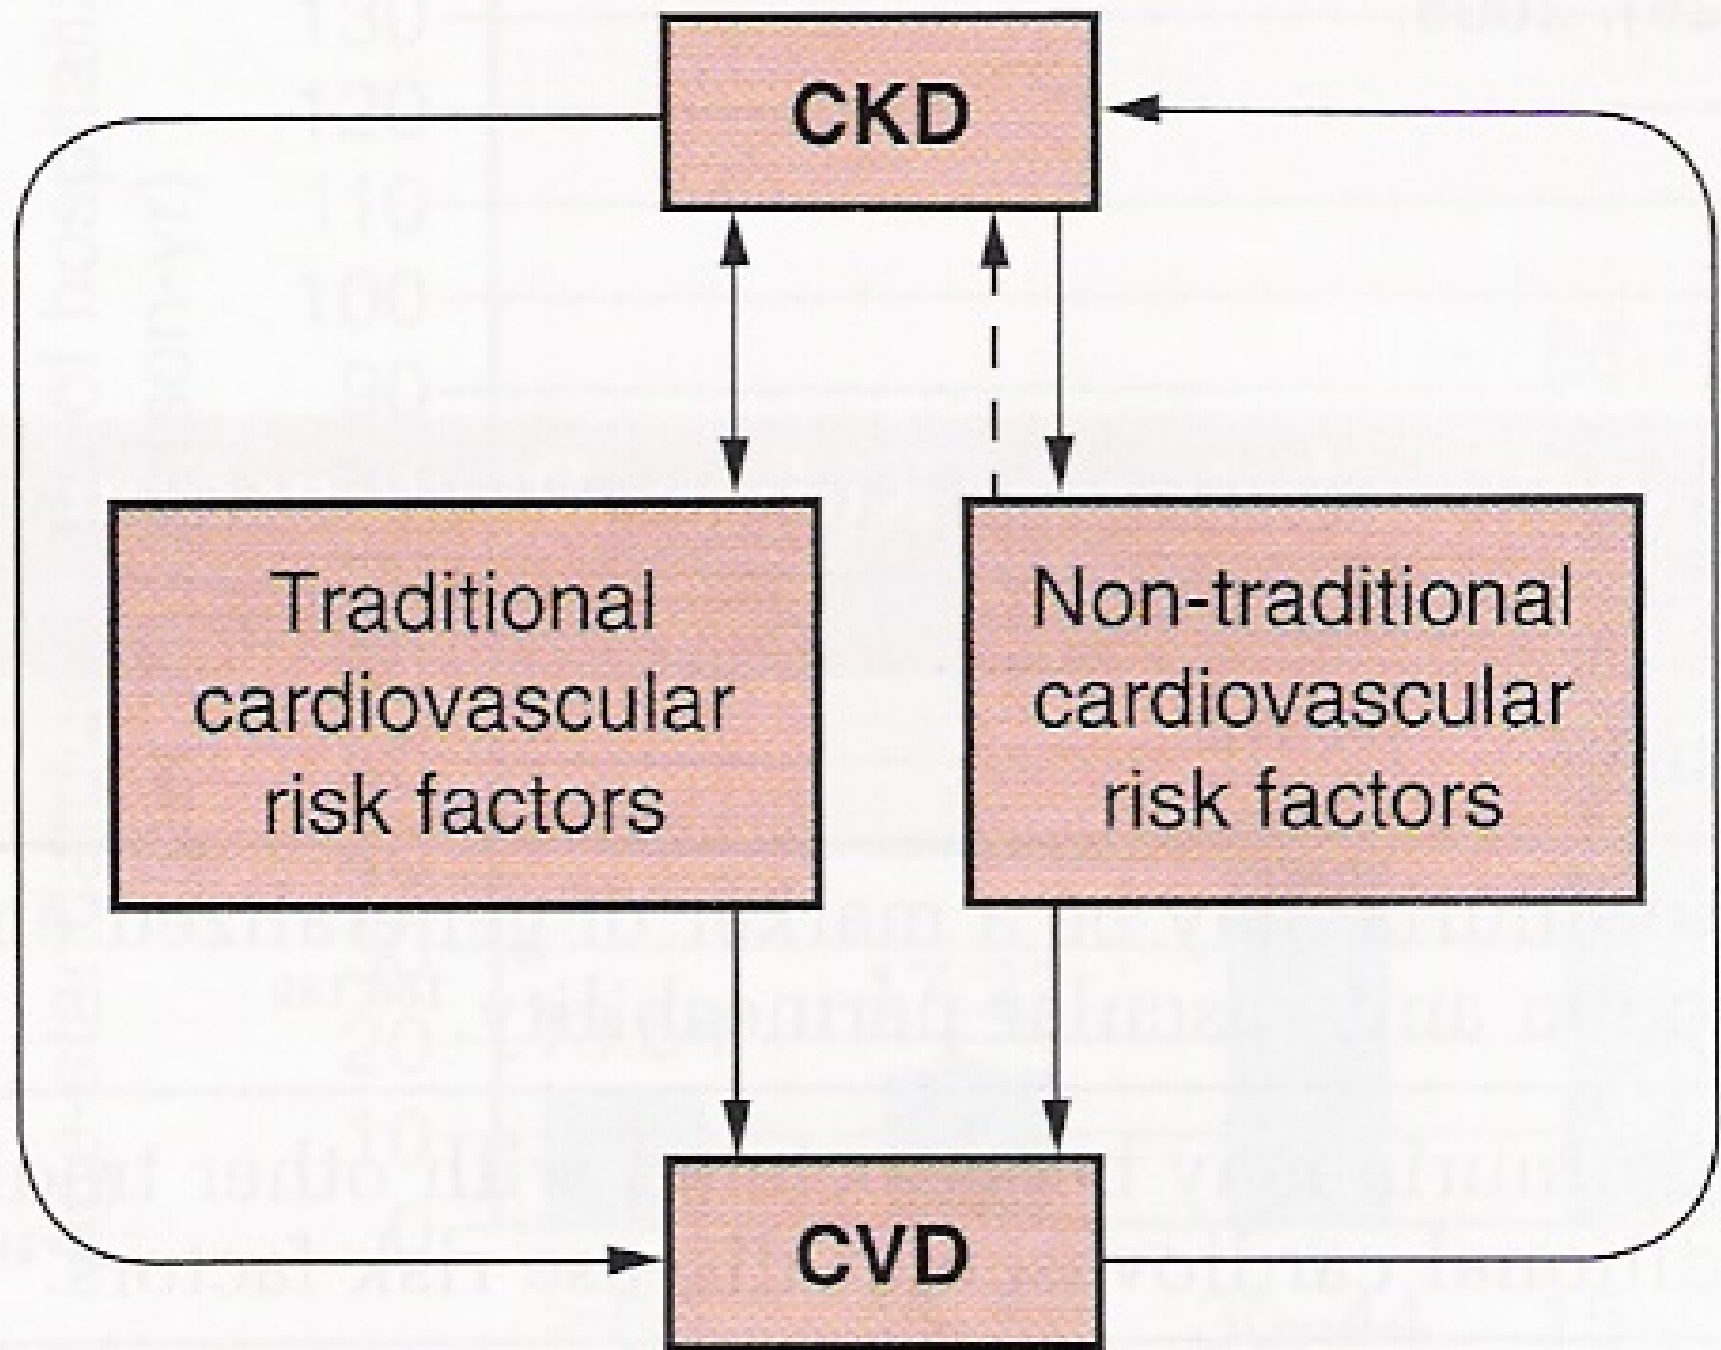 CKD
Traditional
cardiovascular
risk factors
Non-traditional
cardiovascular
risk factors
CVD